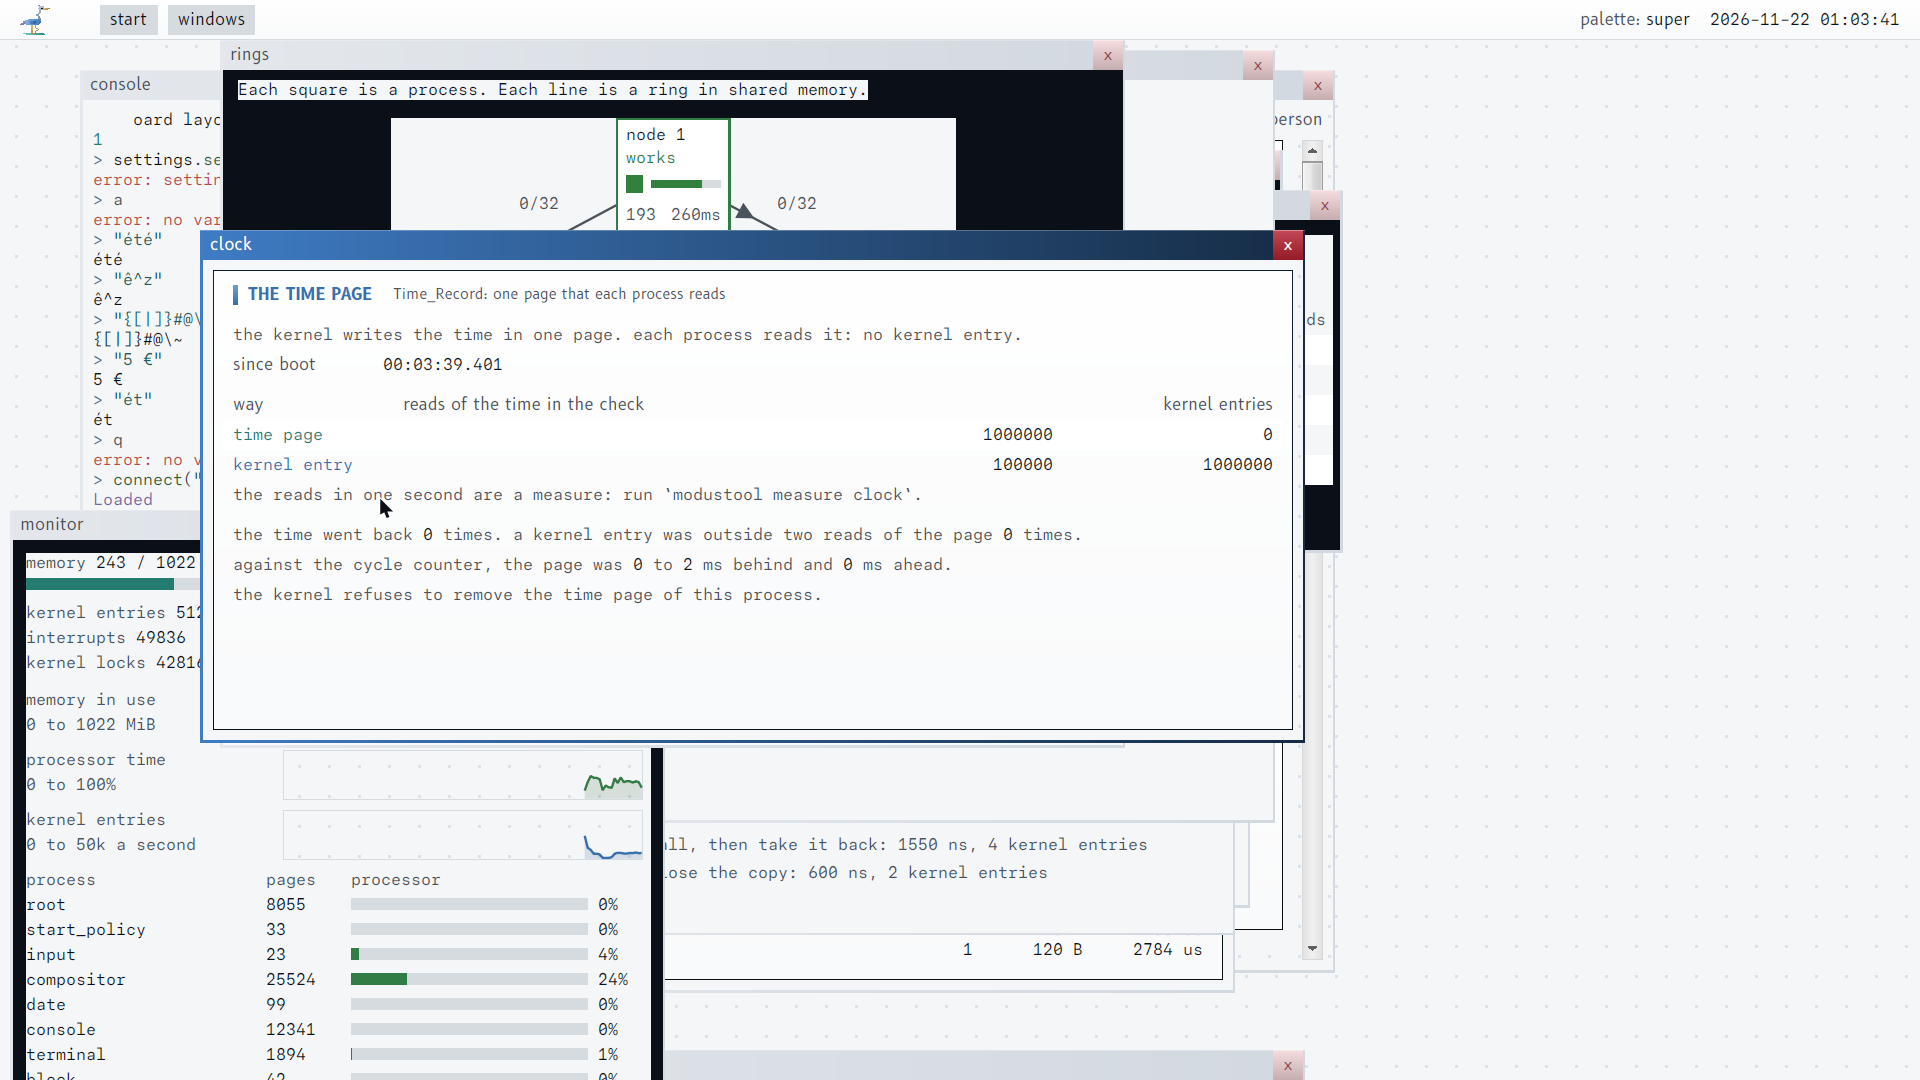 start
windows
palette: super 2026-11-22 01:03:41
rings
x
x
console
x
Each square is a process. Each line is a ring in shared memory.
node 1
works
193 260ms
0/32
0/32
person
x
oard layo
1
> settings.se
error: settin
> a
error: no var
> "été"
été
> "ê^z"
ê^z
> "{[|]}#@\
{[|]}#@\~
> "5 €"
5 €
> "ét"
ét
> q
error: no v
> connect("
Loaded
clock
x
THE TIME PAGE Time_Record: one page that each process reads
the kernel writes the time in one page. each process reads it: no kernel entry.
since boot 00:03:39.401
way reads of the time in the check kernel entries
time page 1000000 0
kernel entry 100000 1000000
the reads in one second are a measure: run `modustool measure clock`.
the time went back 0 times. a kernel entry was outside two reads of the page 0 times.
against the cycle counter, the page was 0 to 2 ms behind and 0 ms ahead.
the kernel refuses to remove the time page of this process.
ds
monitor
memory 243 / 1022
kernel entries 512
interrupts 49836
kernel locks 42816
memory in use
0 to 1022 MiB
processor time
0 to 100%
kernel entries
0 to 50k a second
process pages processor
root 8055 0%
start_policy 33 0%
input 23 4%
compositor 25524 24%
date 99 0%
console 12341 0%
terminal 1894 1%
block 42 0%
all, then take it back: 1550 ns, 4 kernel entries
lose the copy: 600 ns, 2 kernel entries
1 120 B 2784 us
x